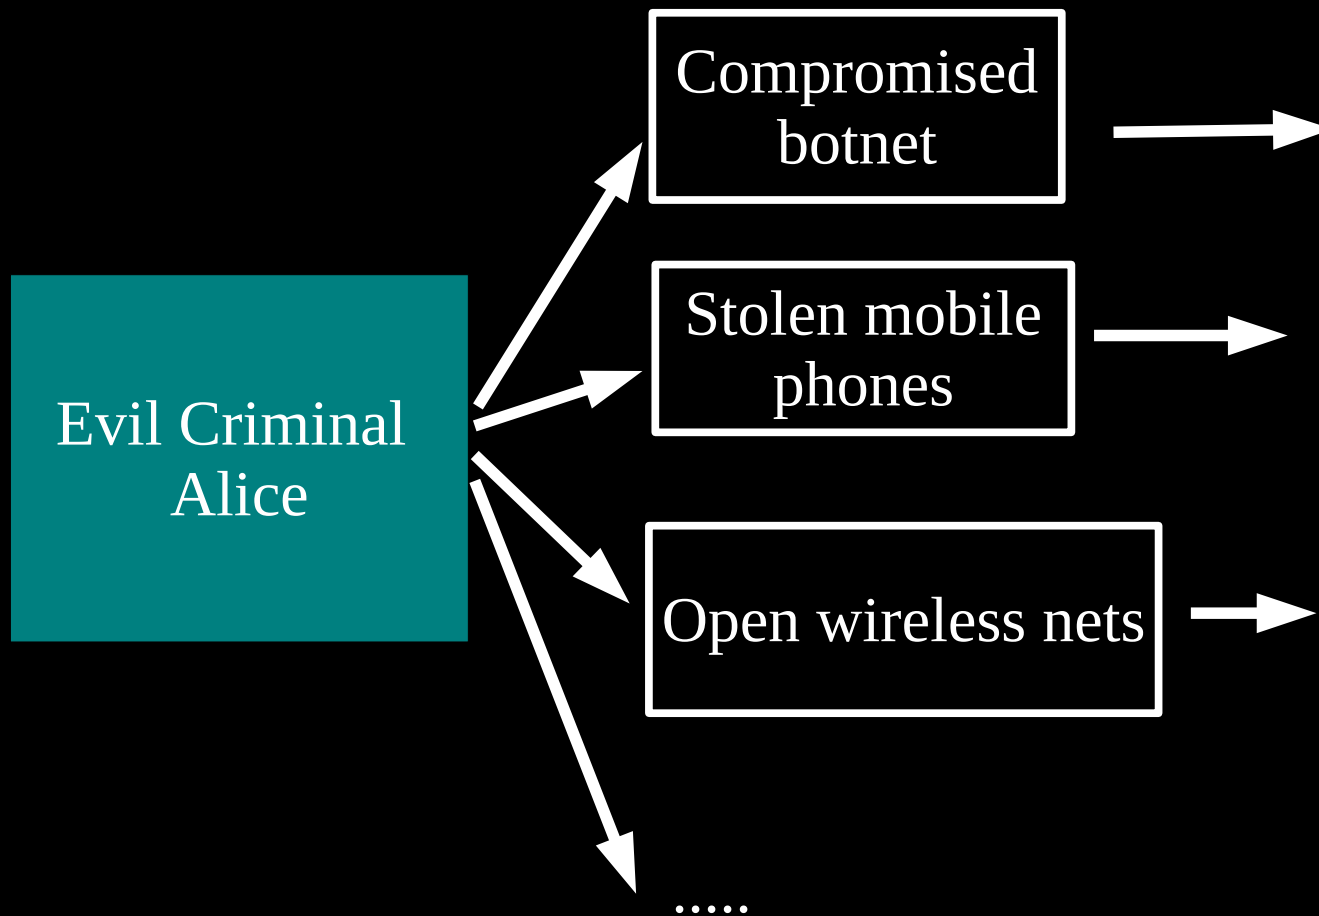 Compromised
botnet
Stolen mobile
phones
Evil Criminal
Alice
Open wireless nets
.....